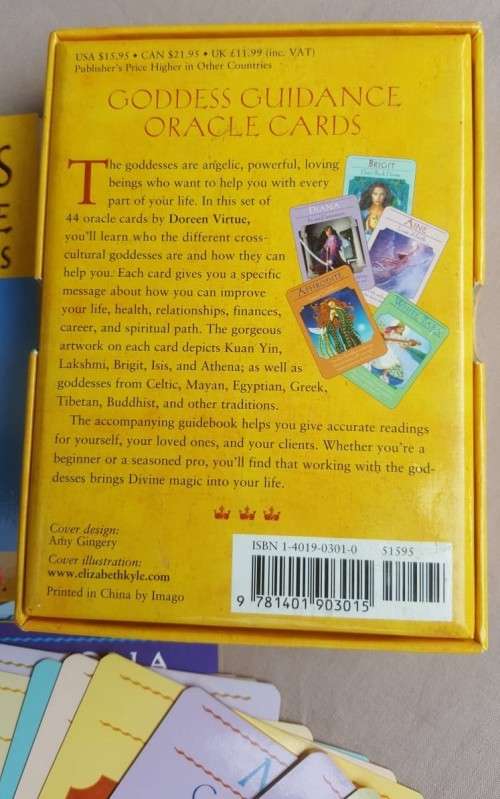 USA $15.95 • CAN $21.95 • UK £11.99 (inc. VAT)
Publisher's Price Higher in Other Countries
GODDESS GUIDANCE
ORACLE CARDS
The goddesses are angelic, powerful, loving
beings who want to help you with every
part of your life. In this set of
44 oracle cards by Doreen Virtue,
you'll learn who the different cross-
cultural goddesses are and how they can
help you. Each card gives you a specific
message about how you can improve
your life, health, relationships, finances,
career, and spiritual path. The gorgeous
artwork on each card depicts Kuan Yin,
Lakshmi, Brigit, Isis, and Athena; as well as
goddesses from Celtic, Mayan, Egyptian, Greek,
Tibetan, Buddhist, and other traditions.
The accompanying guidebook helps you give accurate readings
for yourself, your loved ones, and your clients. Whether you're a
beginner or a seasoned pro, you'll find that working with the god-
desses brings Divine magic into your life.
BRIGIT
DIANA
AINE
APHRODITE
WHITE TARA
Cover design:
Amy Gingery
Cover illustration:
www.elizabethkyle.com
Printed in China by Imago
ISBN 1-4019-0301-0 51595
9 781401 903015
S
E
S